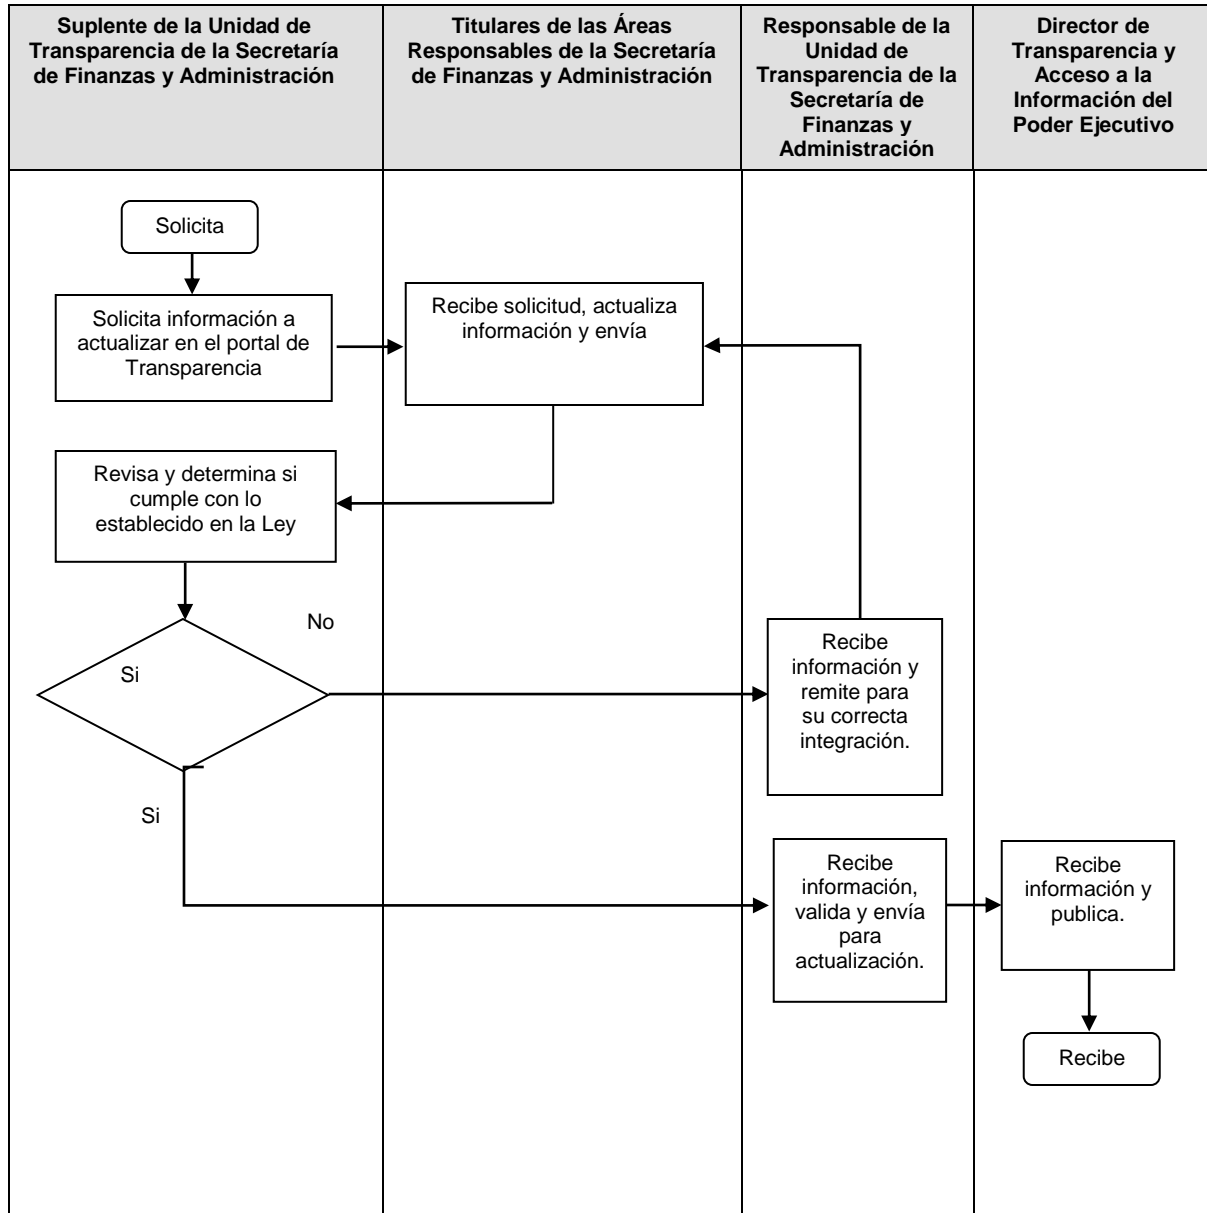 Suplente de la Unidad de
Transparencia de la Secretaría
de Finanzas y Administración
Titulares de las Áreas
Responsables de la Secretaría
de Finanzas y Administración
Responsable de la
Unidad de
Transparencia de la
Secretaría de
Finanzas y
Administración
Director de
Transparencia y
Acceso a la
Información del
Poder Ejecutivo
Solicita
Solicita información a
actualizar en el portal de
Transparencia
Recibe solicitud, actualiza
información y envía
Revisa y determina si
cumple con lo
establecido en la Ley
No
Si
Recibe
información y
remite para
su correcta
integración.
Si
Recibe
información,
valida y envía
para
actualización.
Recibe
información y
publica.
Recibe